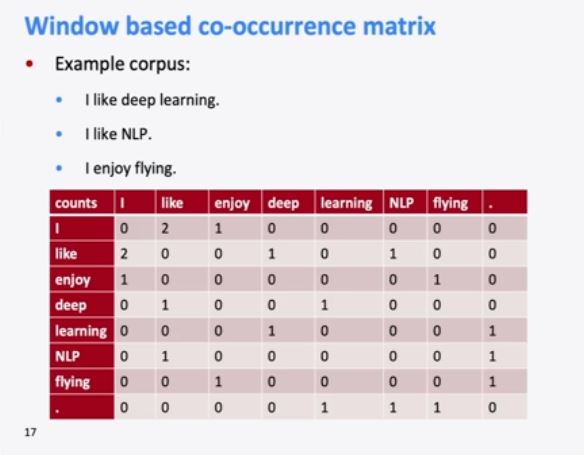 Window based co-occurrence matrix
• Example corpus:
• I like deep learning.
• I like NLP.
• I enjoy flying.
counts I like enjoy deep learning NLP flying .
I 0 2 1 0 0 0 0 0
like 2 0 0 1 0 1 0 0
enjoy 1 0 0 0 0 0 1 0
deep 0 1 0 0 1 0 0 0
learning 0 0 0 1 0 0 0 1
NLP 0 1 0 0 0 0 0 1
flying 0 0 1 0 0 0 0 1
. 0 0 0 0 1 1 1 0
17